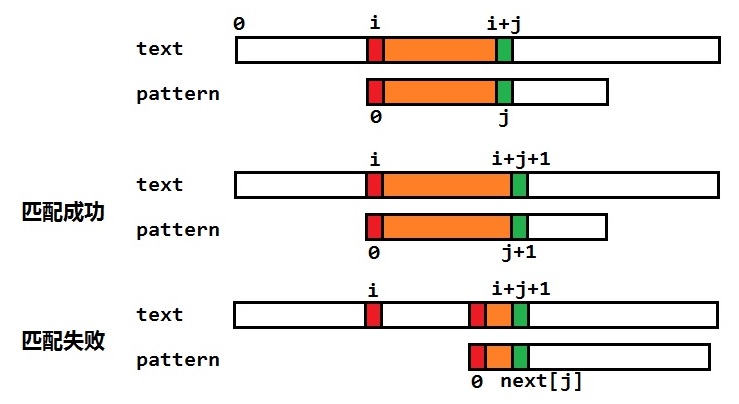 0 i i+j
text
pattern
0 j
i i+j+1
text
匹配成功
pattern
0 j+1
i i+j+1
text
匹配失败
pattern
0 next[j]